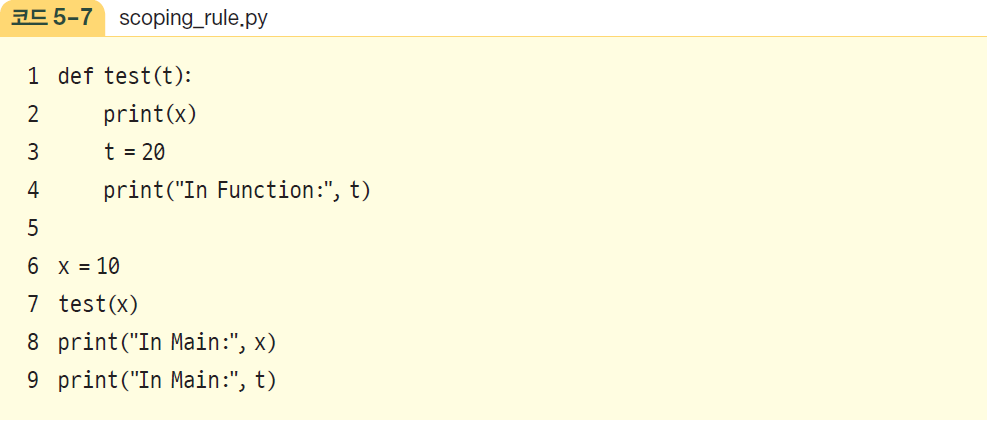 코드 5-7 scoping_rule.py
1 def test(t):
2     print(x)
3     t = 20
4     print("In Function:", t)
5
6 x = 10
7 test(x)
8 print("In Main:", x)
9 print("In Main:", t)